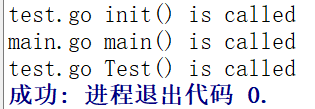 test.go init() is called
main.go main() is called
test.go Test() is called
成功: 进程退出代码 0.